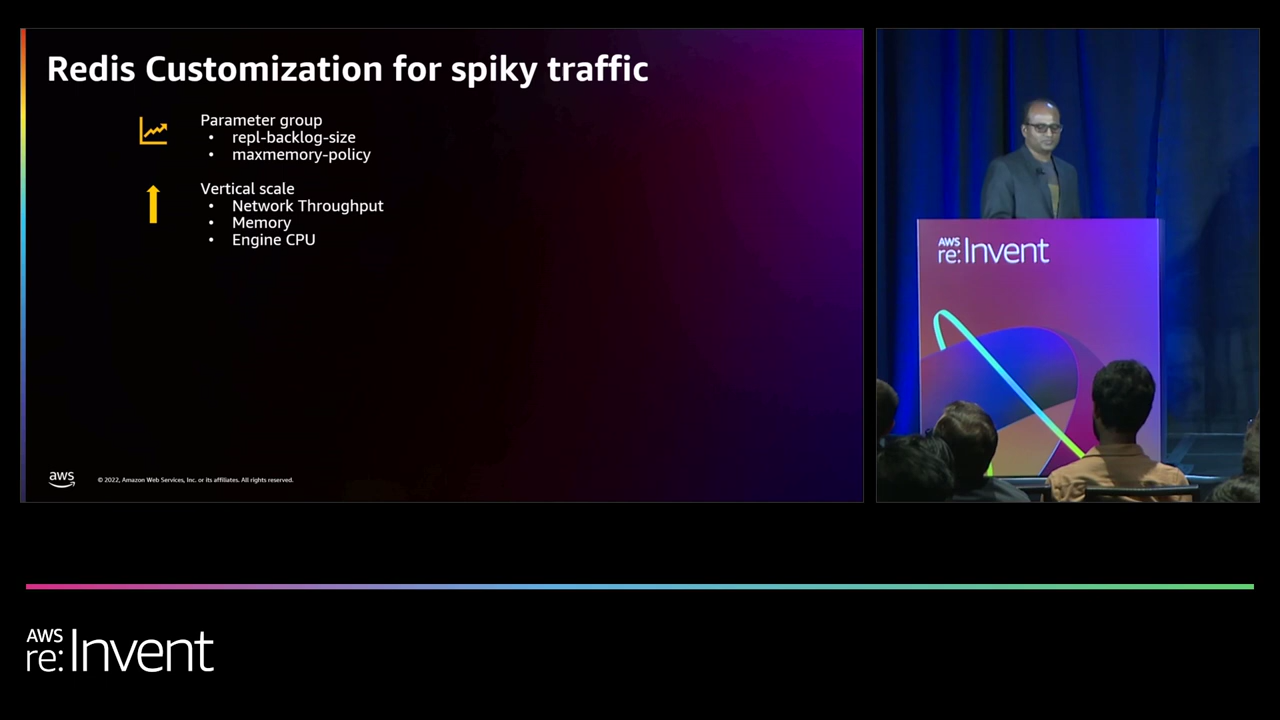 Redis Customization for spiky traffic
Parameter group
• repl-backlog-size
• maxmemory-policy
Vertical scale
• Network Throughput
• Memory
• Engine CPU
aws
© 2022, Amazon Web Services, Inc. or its affiliates. All rights reserved.
AWS
re:Invent
AWS
re:Invent